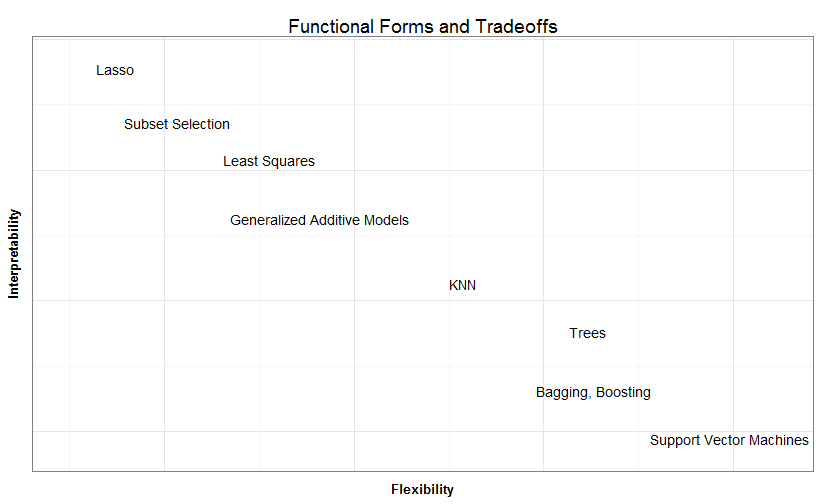 Functional Forms and Tradeoffs
Lasso
Subset Selection
Least Squares
Generalized Additive Models
KNN
Trees
Bagging, Boosting
Support Vector Machines
Interpretability
Flexibility